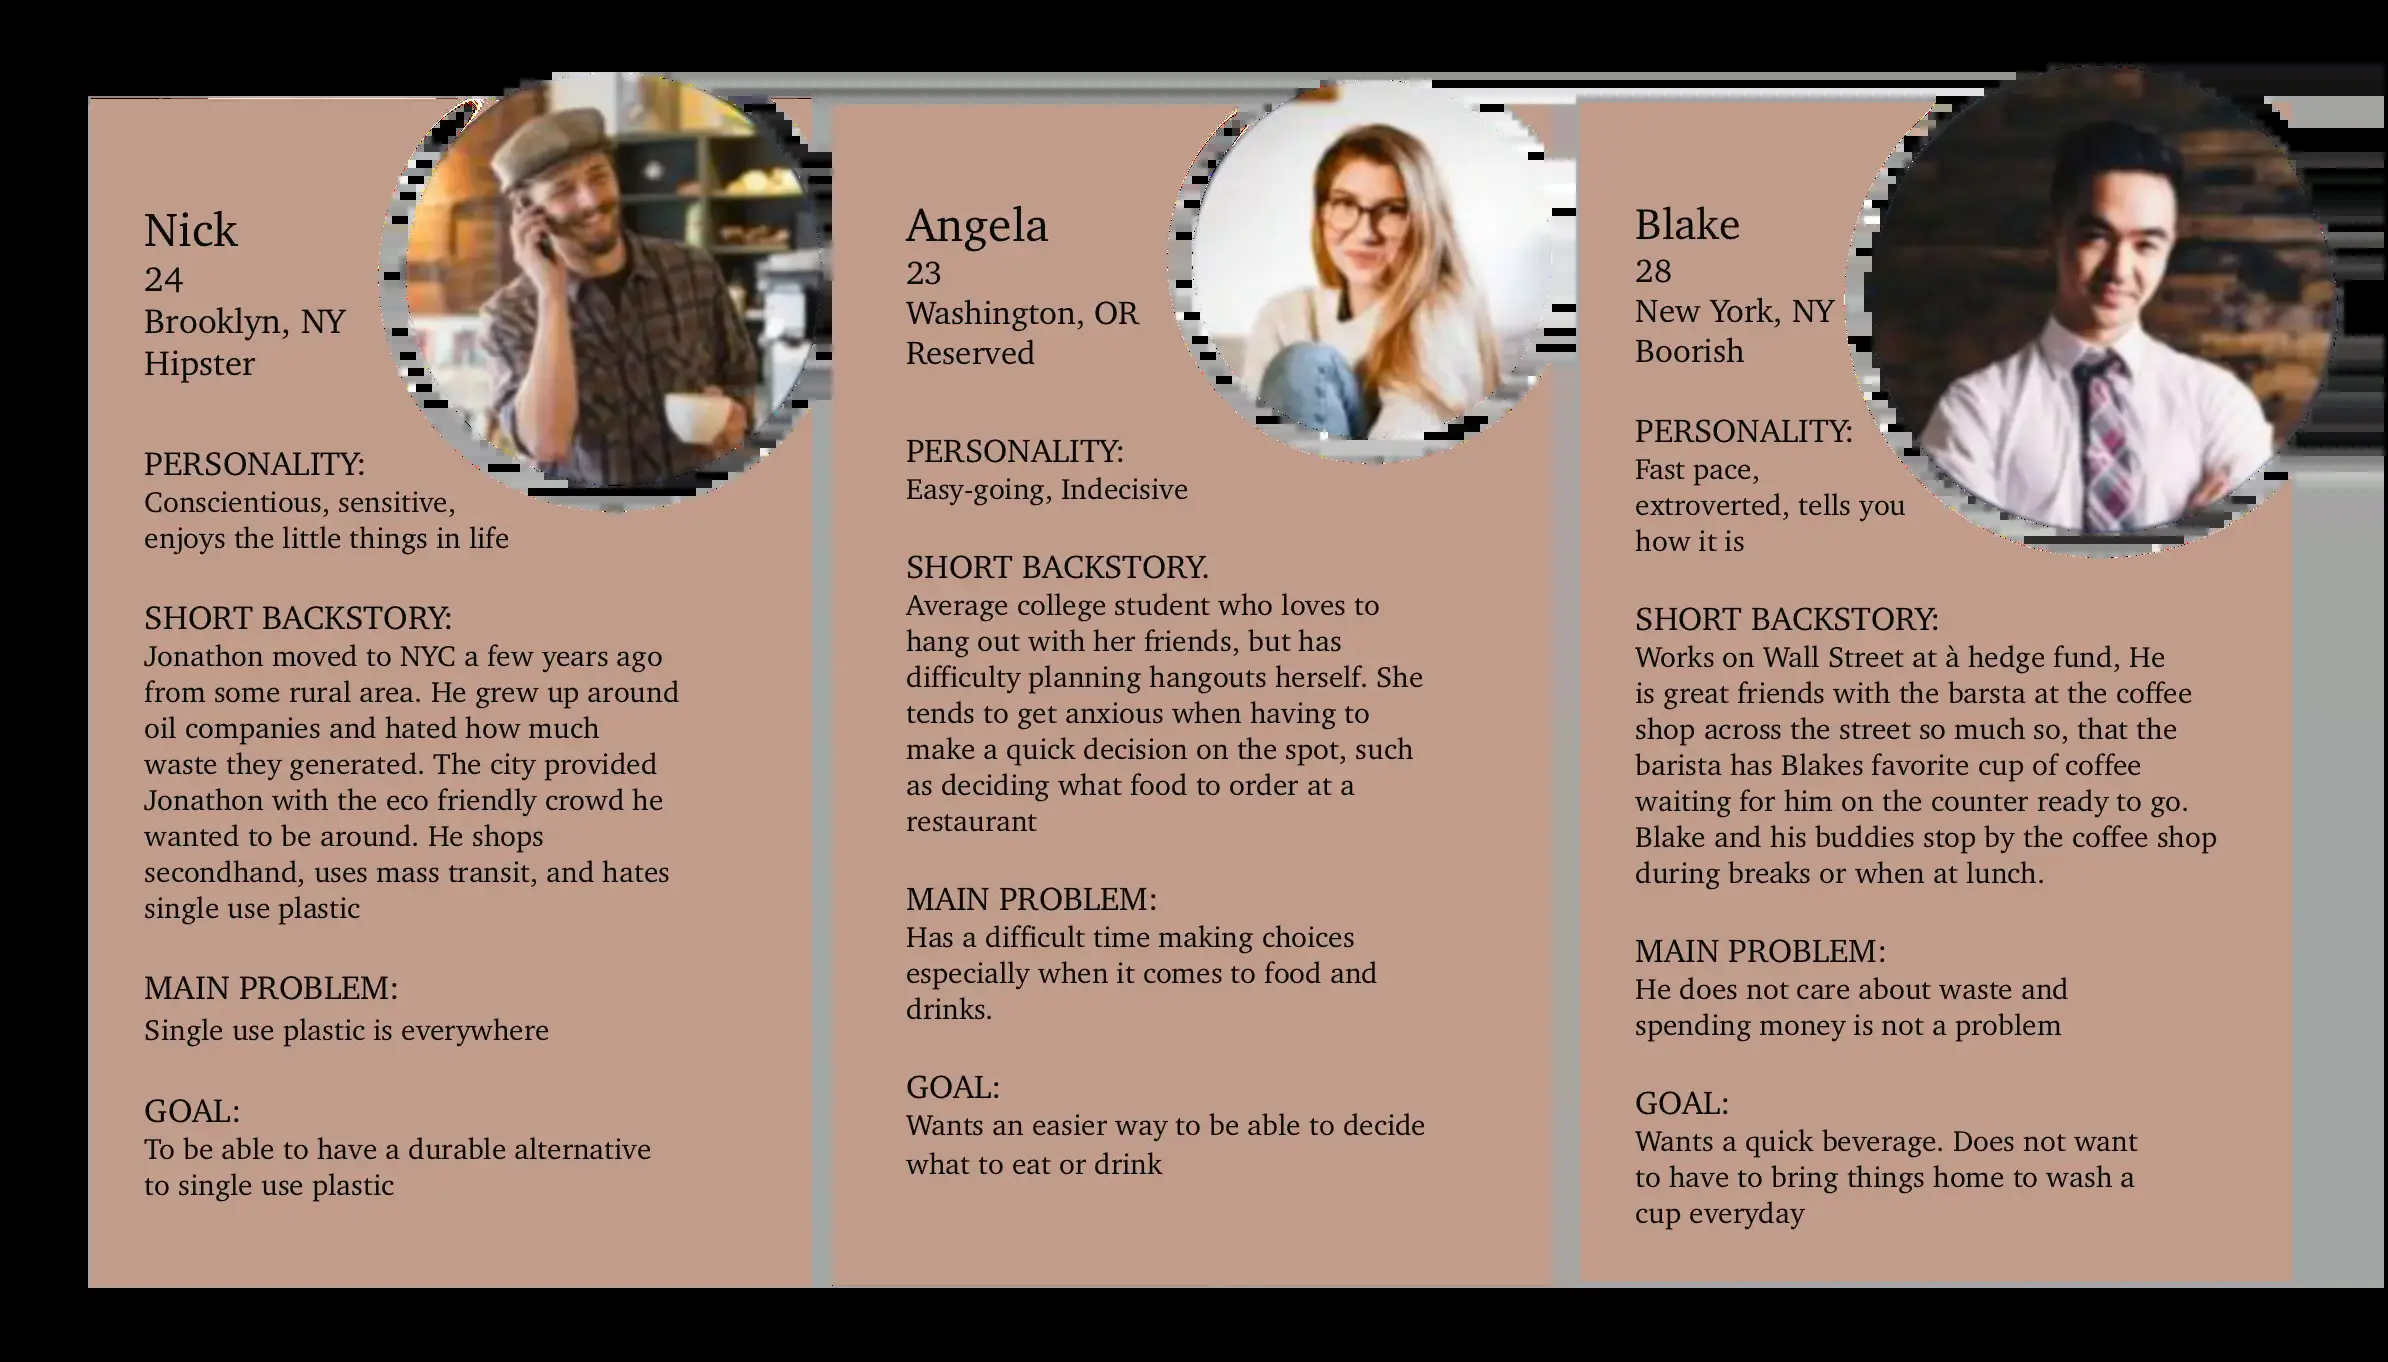 Nick
24
Brooklyn, NY
Hipster
PERSONALITY:
Conscientious, sensitive,
enjoys the little things in life
SHORT BACKSTORY:
Jonathon moved to NYC a few years ago
from some rural area. He grew up around
oil companies and hated how much
waste they generated. The city provided
Jonathon with the eco friendly crowd he
wanted to be around. He shops
secondhand, uses mass transit, and hates
single use plastic
MAIN PROBLEM:
Single use plastic is everywhere
GOAL:
To be able to have a durable alternative
to single use plastic
Angela
23
Washington, OR
Reserved
PERSONALITY:
Easy-going, Indecisive
SHORT BACKSTORY.
Average college student who loves to
hang out with her friends, but has
difficulty planning hangouts herself. She
tends to get anxious when having to
make a quick decision on the spot, such
as deciding what food to order at a
restaurant
MAIN PROBLEM:
Has a difficult time making choices
especially when it comes to food and
drinks.
GOAL:
Wants an easier way to be able to decide
what to eat or drink
Blake
28
New York, NY
Boorish
PERSONALITY:
Fast pace,
extroverted, tells you
how it is
SHORT BACKSTORY:
Works on Wall Street at à hedge fund, He
is great friends with the barsta at the coffee
shop across the street so much so, that the
barista has Blakes favorite cup of coffee
waiting for him on the counter ready to go.
Blake and his buddies stop by the coffee shop
during breaks or when at lunch.
MAIN PROBLEM:
He does not care about waste and
spending money is not a problem
GOAL:
Wants a quick beverage. Does not want
to have to bring things home to wash a
cup everyday